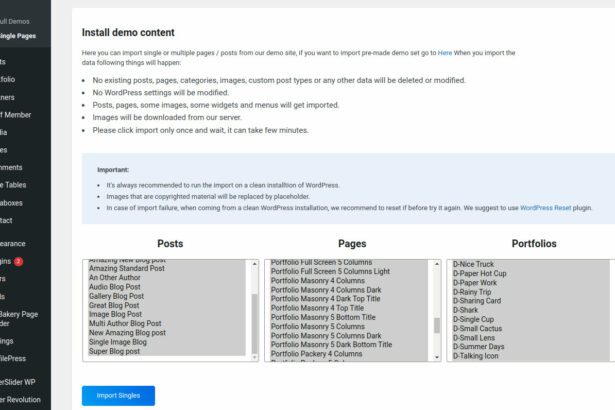 ull Demos
Single Pages
ts
tfolio
tners
ff Member
dia
es
mments
e Tables
aboxes
tact
earance
gins 2
rs
ls
Bakery Page
der
ings
filePress
erSlider WP
er Revolution
Install demo content
Here you can import single or multiple pages / posts from our demo site, if you want to import pre-made demo set go to Here When you import the
data following things will happen:
No existing posts, pages, categories, images, custom post types or any other data will be deleted or modified.
No WordPress settings will be modified.
Posts, pages, some images, some widgets and menus will get imported.
Images will be downloaded from our server.
Please click import only once and wait, it can take few minutes.
Important:
It's always recommended to run the import on a clean installtion of WordPress.
Images that are copyrighted material will be replaced by placeholder.
In case of import failure, when coming from a clean WordPress installation, we recommend to reset if before try it again. We suggest to use WordPress Reset plugin.
Posts
Amazing New Blog post
Amazing Standard Post
An Other Author
Audio Blog Post
Gallery Blog Post
Great Blog Post
Image Blog Post
Multi Author Blog Post
New Amazing Blog Post
Single Image Blog
Super Blog post
Pages
Portfolio Full Screen 5 Columns
Portfolio Full Screen 5 Columns Light
Portfolio Masonry 4 Columns
Portfolio Masonry 4 Columns Dark
Portfolio Masonry 4 Dark Top Title
Portfolio Masonry 4 Top Title
Portfolio Masonry 5 Bottom Title
Portfolio Masonry 5 Columns
Portfolio Masonry 5 Columns Dark
Portfolio Masonry 5 Dark Bottom Title
Portfolio Packery 4 Columns
Portfolio Packery 5 Columns
Portfolios
D-Nice Truck
D-Paper Hot Cup
D-Paper Work
D-Rainy Trip
D-Sharing Card
D-Shark
D-Single Cup
D-Small Cactus
D-Small Lens
D-Summer Days
D-Talking Icon
Import Singles